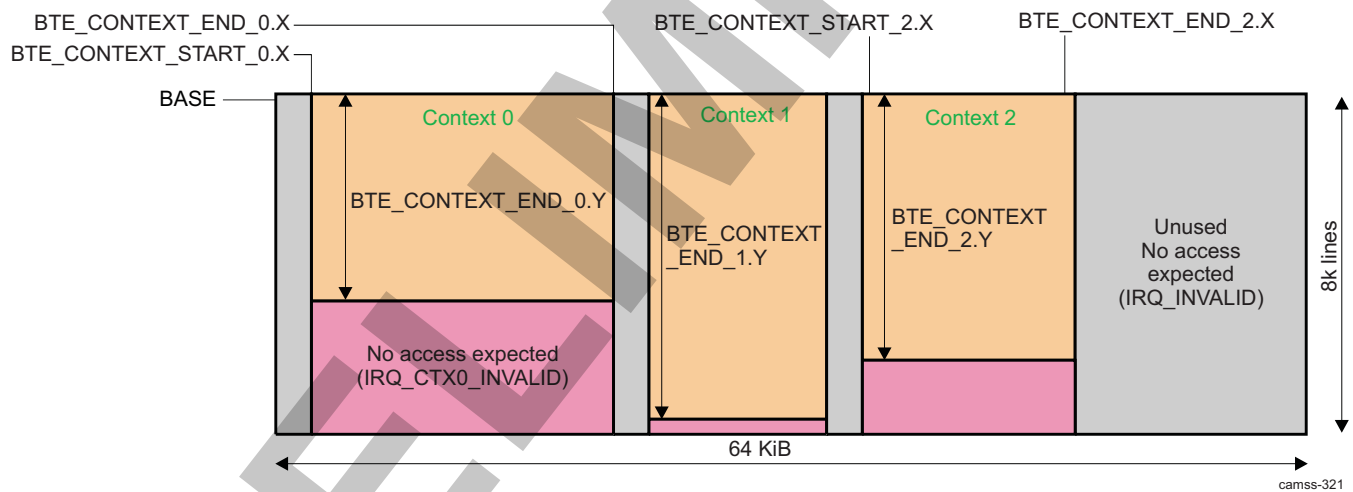 BTE_CONTEXT_END_0.X
BTE_CONTEXT_START_2.X
BTE_CONTEXT_END_2.X
BTE_CONTEXT_START_0.X
BASE
Context 0
Context 1
Context 2
BTE_CONTEXT_END_0.Y
BTE_CONTEXT
_END_1.Y
BTE_CONTEXT
_END_2.Y
Unused
No access
expected
(IRQ_INVALID)
8k lines
No access expected
(IRQ_CTX0_INVALID)
64 KiB
camss-321